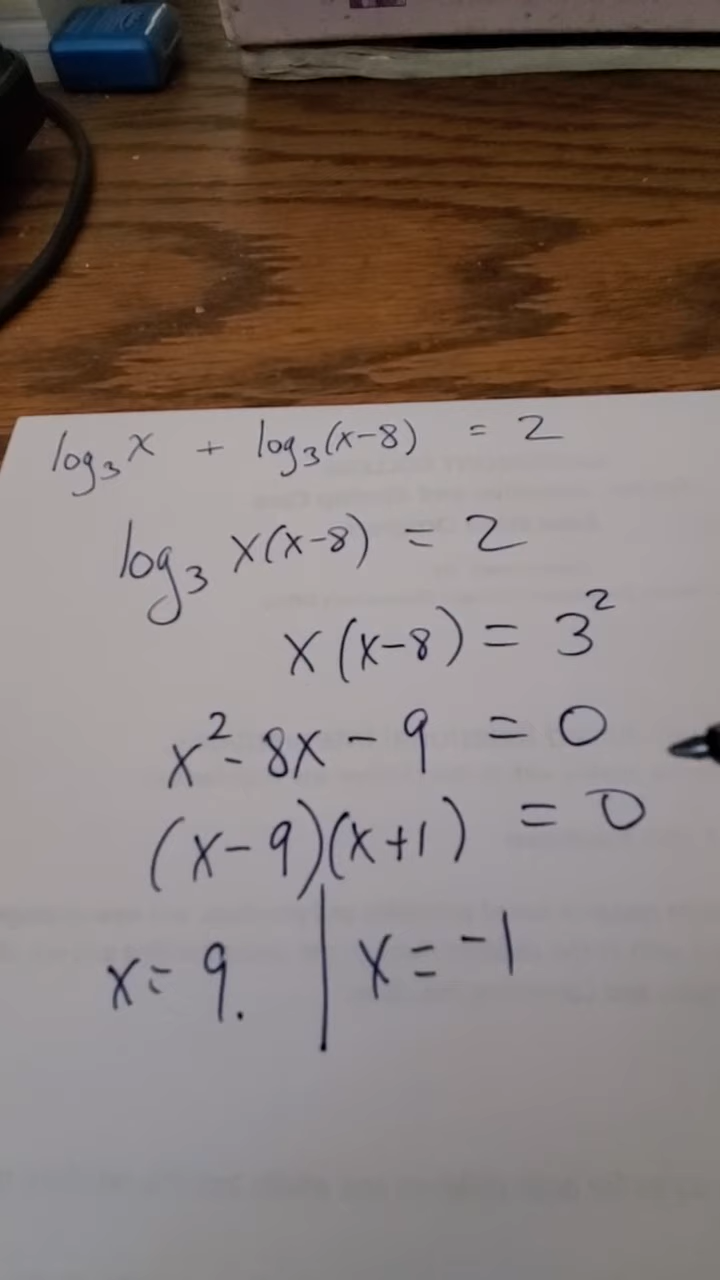 log₃x + log₃(x-8) = 2
log₃ x(x-8) = 2
x(x-8) = 3²
x²-8x-9 = 0
(x-9)(x+1) = 0
x=9. | x=-1